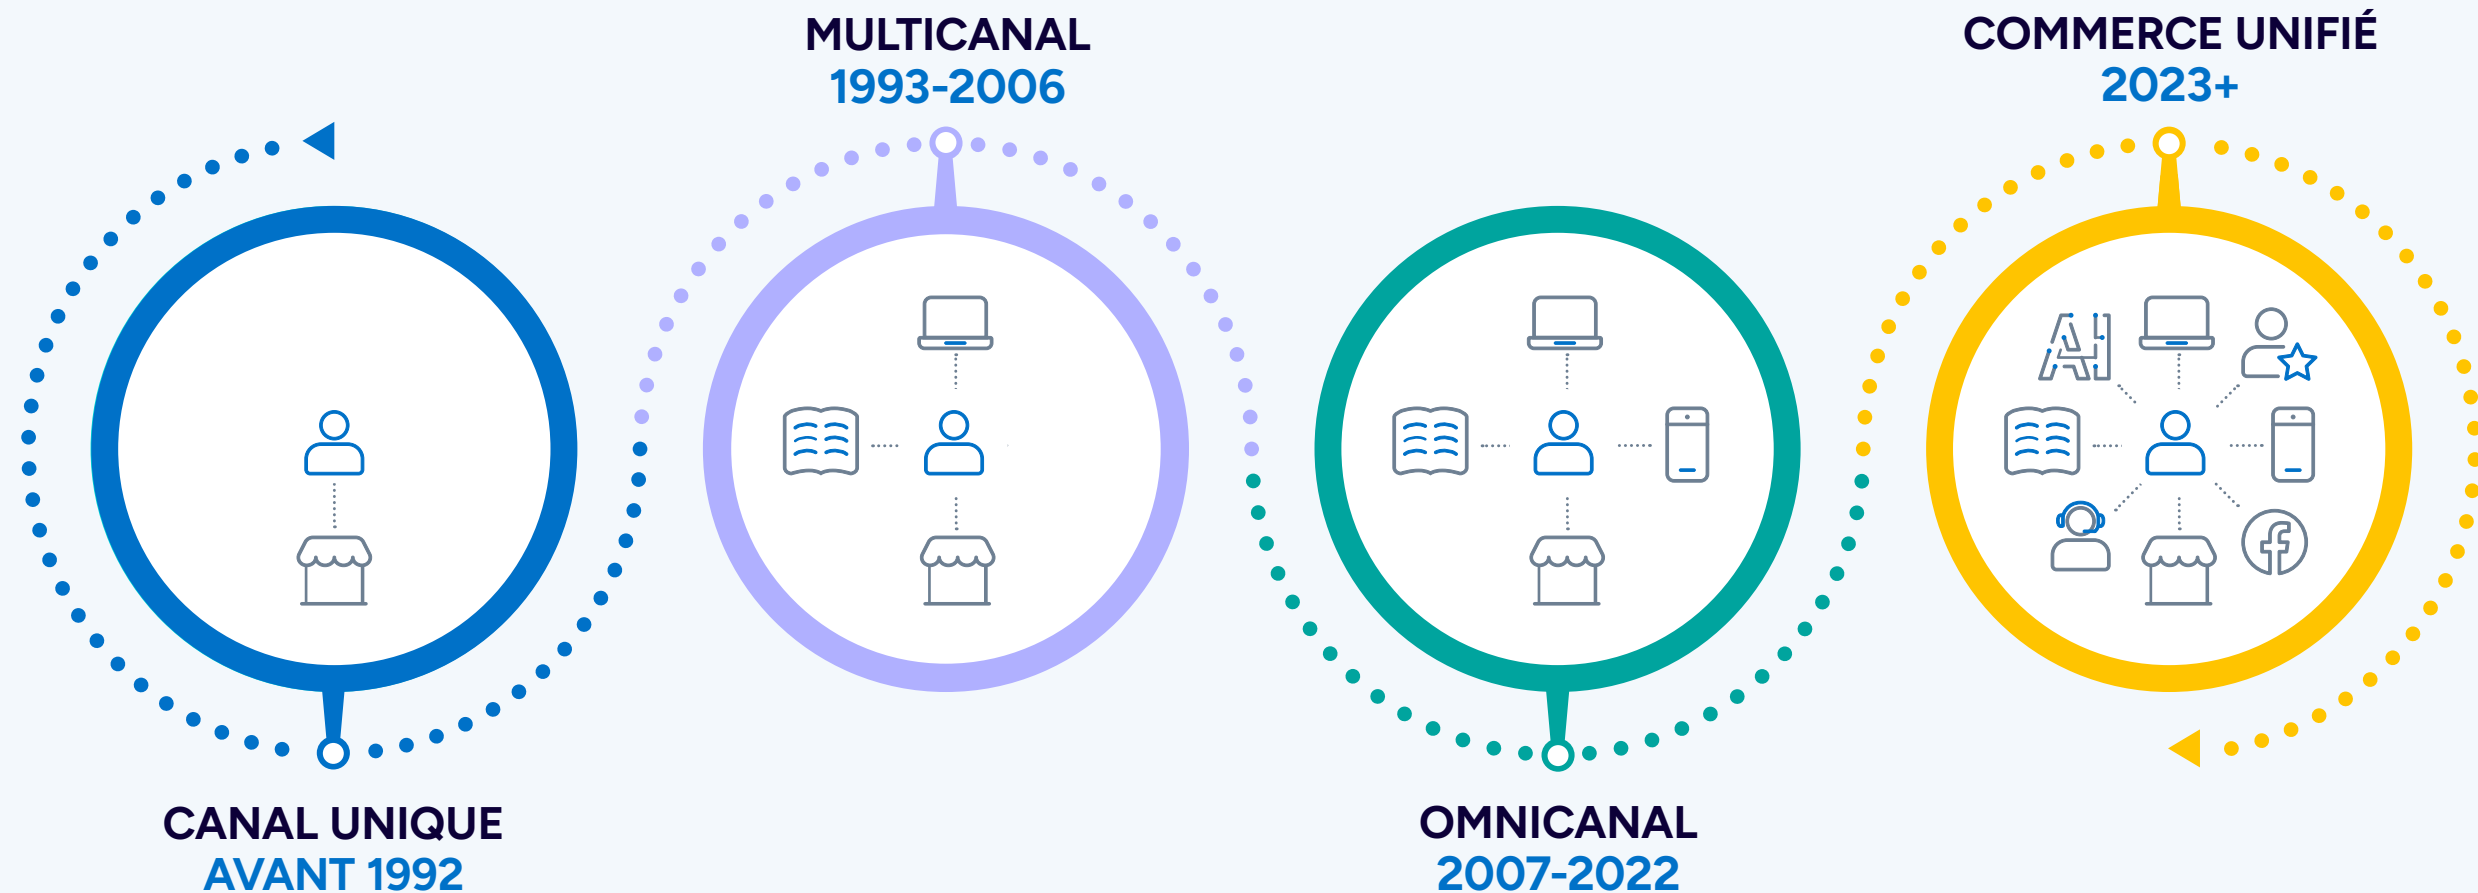 CANAL UNIQUE
AVANT 1992
MULTICANAL
1993-2006
OMNICANAL
2007-2022
COMMERCE UNIFIÉ
2023+
AI